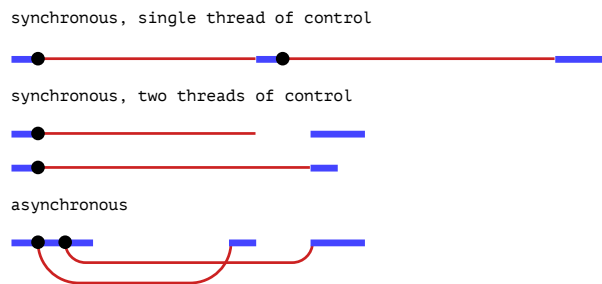 synchronous, single thread of control
synchronous, two threads of control
asynchronous